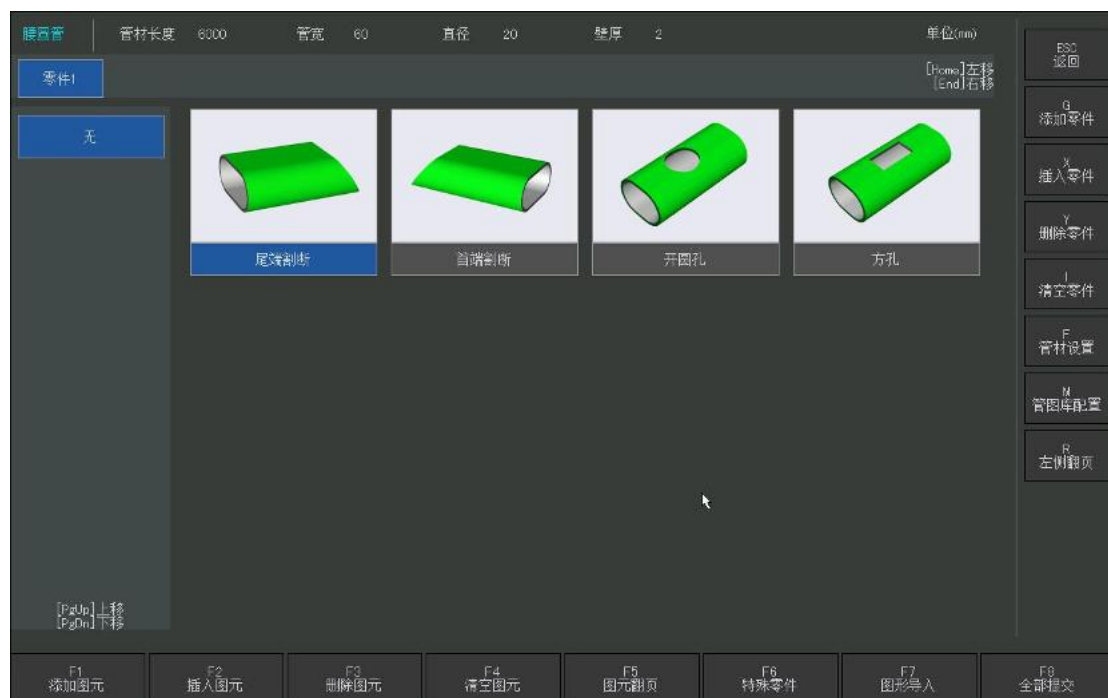 腰圆管 管材长度 6000 管宽 60 直径 20 壁厚 2 单位(mm)
零件1
[Home]左移
[End]右移
无
尾端割断
首端割断
开圆孔
方孔
[PgUp]上移
[PgDn]下移
ESC
返回
G
添加零件
X
插入零件
Y
删除零件
I
清空零件
F
管材设置
M
管图库配置
R
左侧翻页
F1
添加图元
F2
插入图元
F3
删除图元
F4
清空图元
F5
图元翻页
F6
特殊零件
F7
图形导入
F8
全部提交